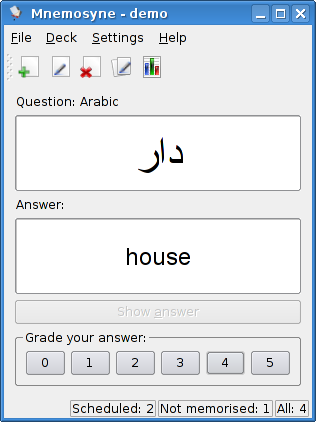 Mnemosyne - demo
File Deck Settings Help
Question: Arabic
دار
Answer:
house
Show answer
Grade your answer:
0 1 2 3 4 5
Scheduled: 2 Not memorised: 1 All: 4